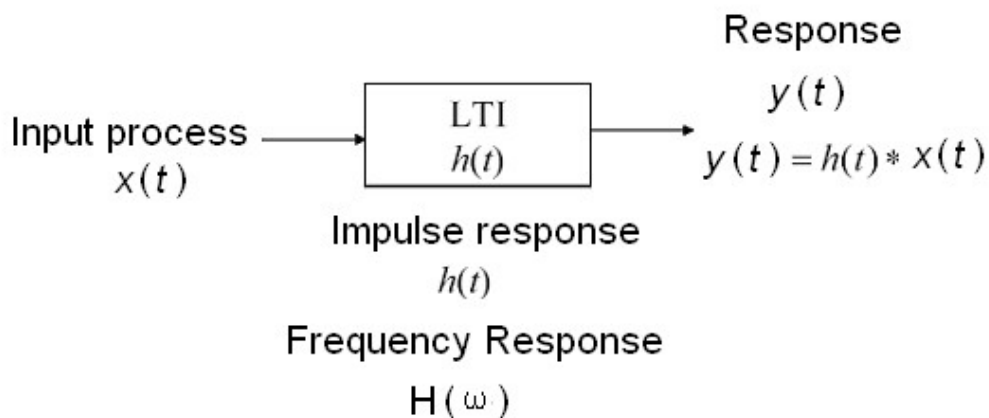 Input process
x(t)
LTI
h(t)
Response
y(t)
y(t) = h(t) * x(t)
Impulse response
h(t)
Frequency Response
H(ω)